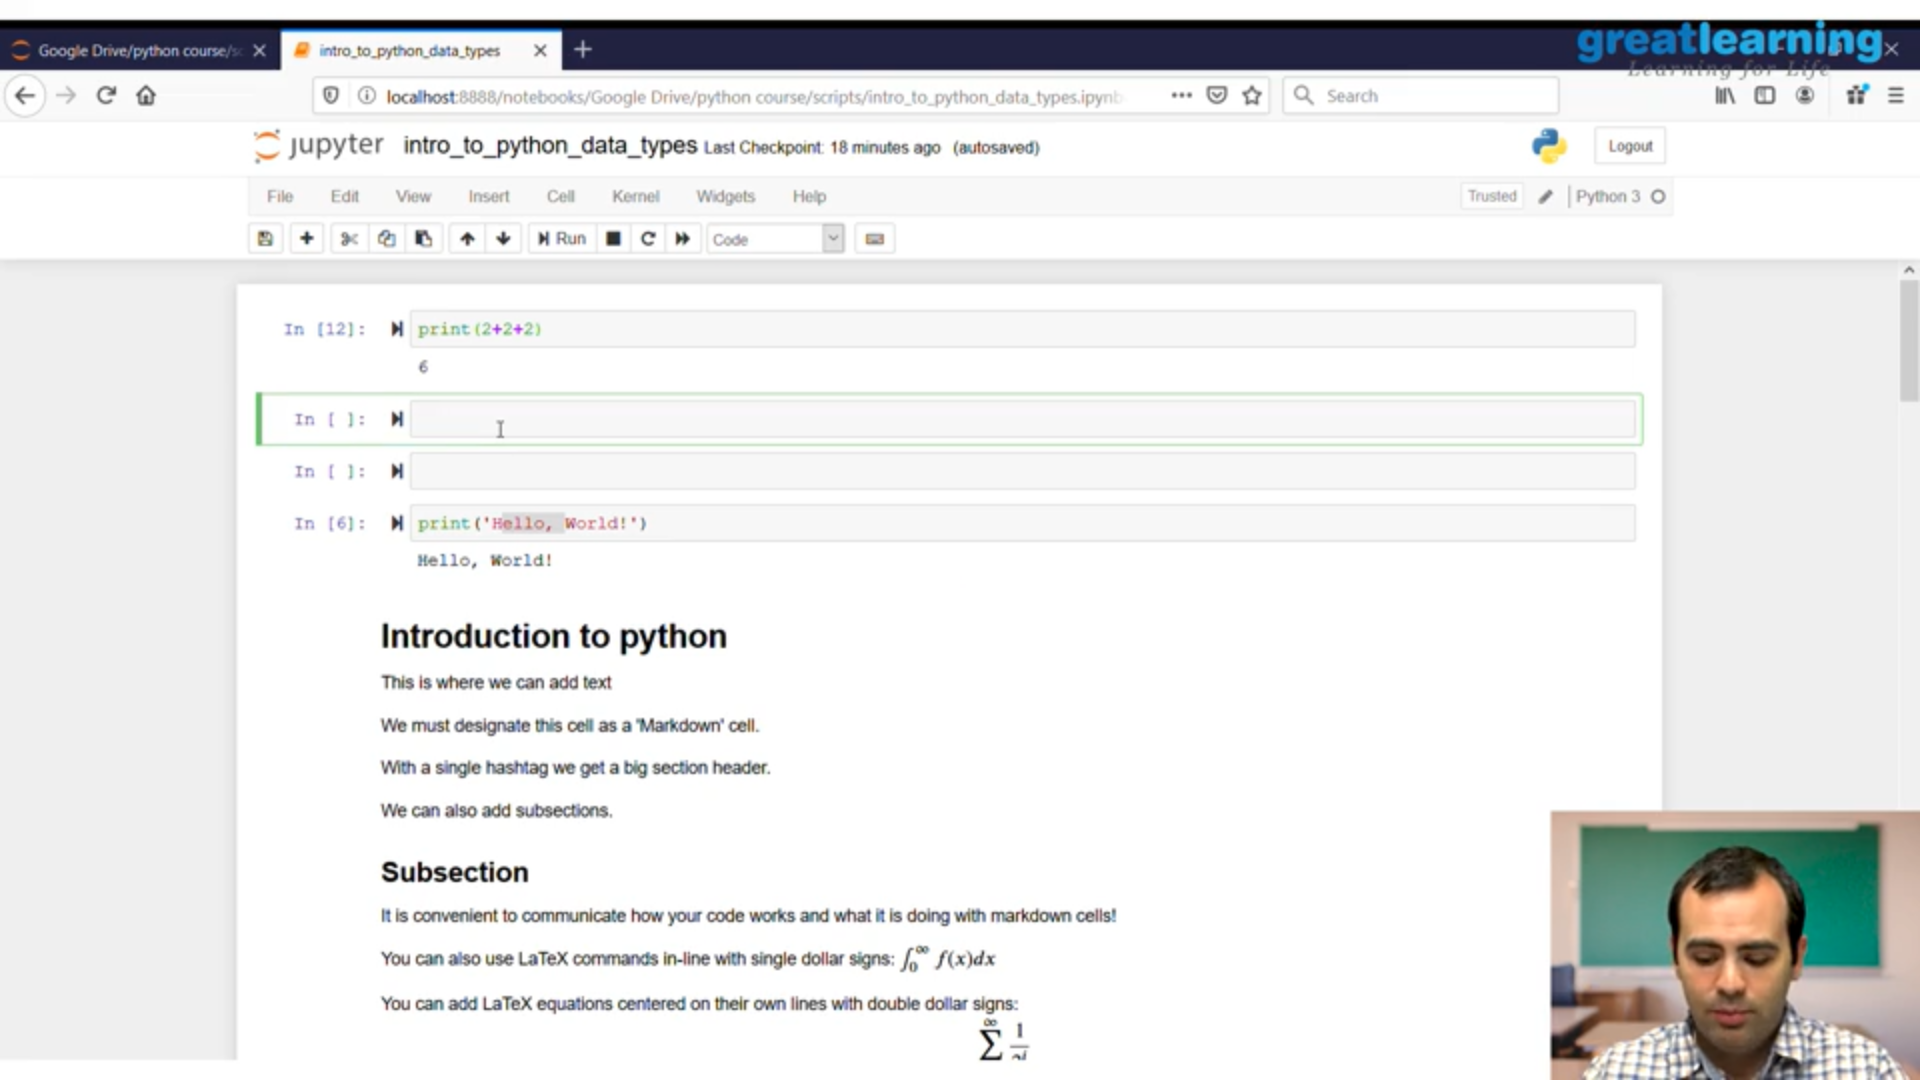 greatlearning
Learning for Life
Google Drive/python course/sc
intro_to_python_data_types
localhost:8888/notebooks/Google Drive/python course/scripts/intro_to_python_data_types.ipynb
Search
jupyter intro_to_python_data_types Last Checkpoint: 18 minutes ago (autosaved)
Logout
File Edit View Insert Cell Kernel Widgets Help
Trusted Python 3
Run Code
In [12]: print(2+2+2)
6
In [ ]:
In [ ]:
In [6]: print('Hello, World!')
Hello, World!
Introduction to python
This is where we can add text
We must designate this cell as a 'Markdown' cell.
With a single hashtag we get a big section header.
We can also add subsections.
Subsection
It is convenient to communicate how your code works and what it is doing with markdown cells!
You can also use LaTeX commands in-line with single dollar signs: ∫₀^∞ f(x)dx
You can add LaTeX equations centered on their own lines with double dollar signs:
∞
∑ 1